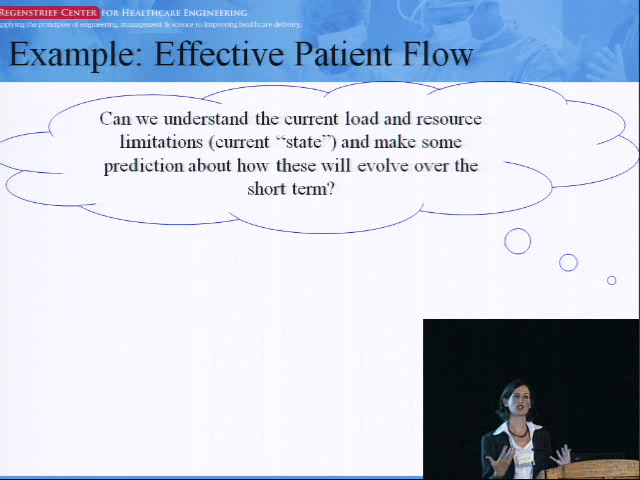 REGENSTRIEF CENTER FOR HEALTHCARE ENGINEERING
applying the principles of engineering, management & science to improving healthcare delivery.
Example: Effective Patient Flow
Can we understand the current load and resource
limitations (current “state”) and make some
prediction about how these will evolve over the
short term?